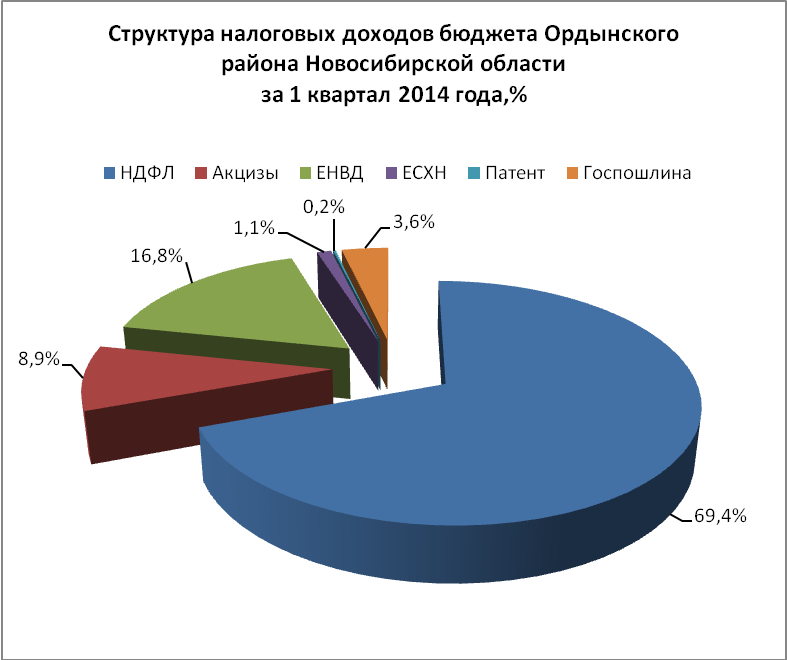 Структура налоговых доходов бюджета Ордынского
района Новосибирской области
за 1 квартал 2014 года,%
НДФЛ Акцизы ЕНВД ЕСХН Патент Госпошлина
0,2%
1,1%
3,6%
16,8%
8,9%
69,4%